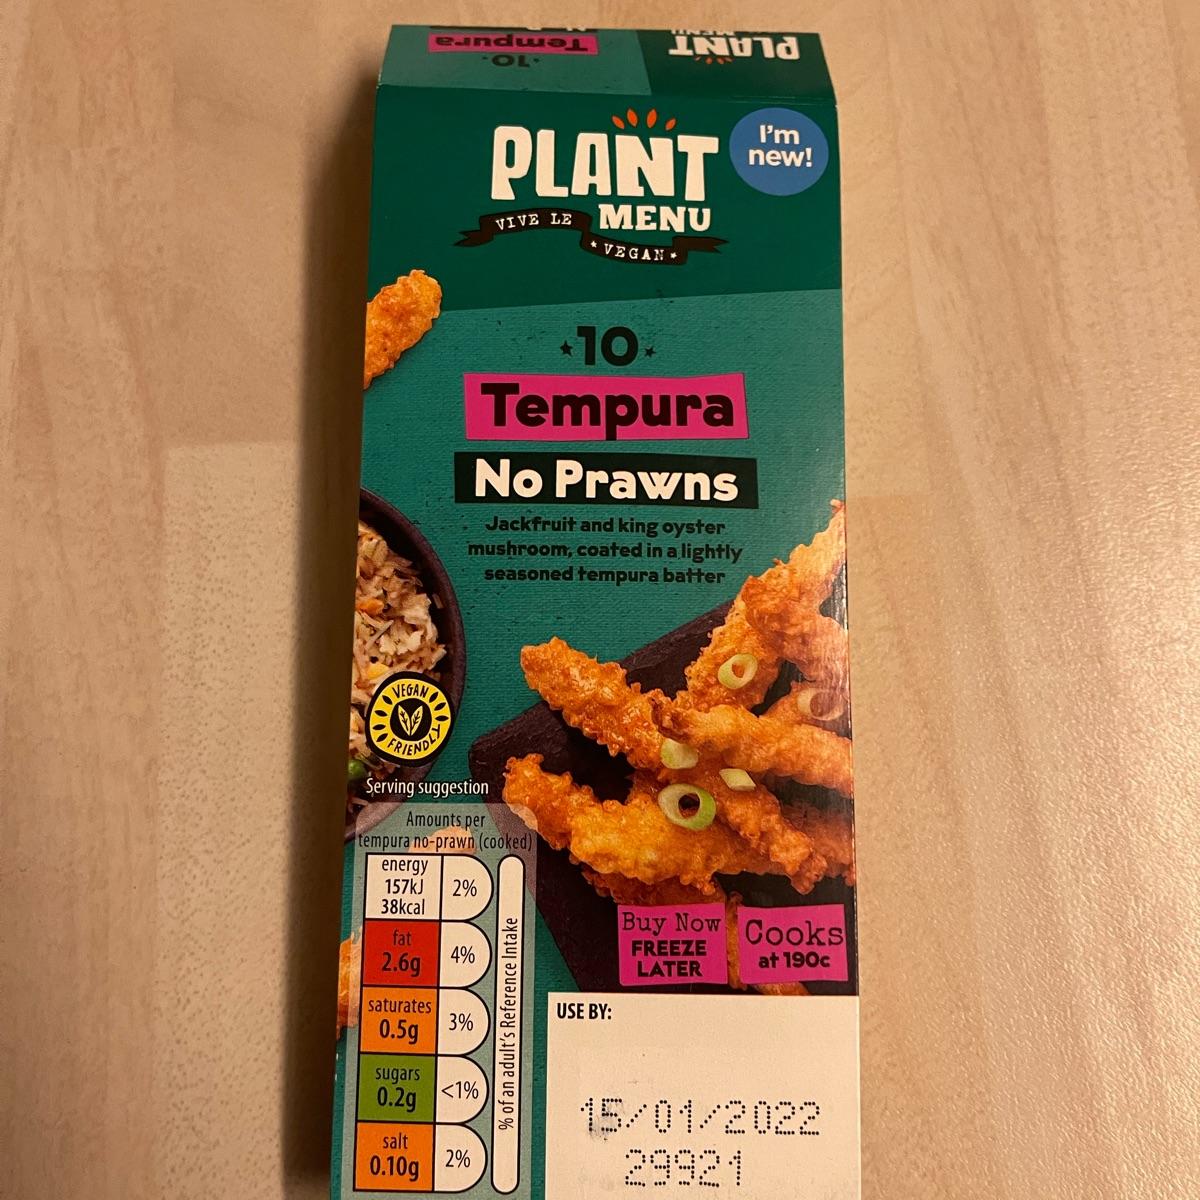 10
Tempura
PLANT
MENU
PLANT
VIVE LE
MENU
VEGAN
I'm
new!
10
Tempura
No Prawns
Jackfruit and king oyster
mushroom, coated in a lightly
seasoned tempura batter
VEGAN
FRIENDLY
Serving suggestion
Amounts per
tempura no-prawn (cooked)
energy
157kJ
38kcal
2%
fat
2.6g
4%
saturates
0.5g
3%
sugars
0.2g
<1%
salt
0.10g
2%
% of an adult's Reference Intake
Buy Now
FREEZE
LATER
Cooks
at 190c
USE BY:
15/01/2022
29921